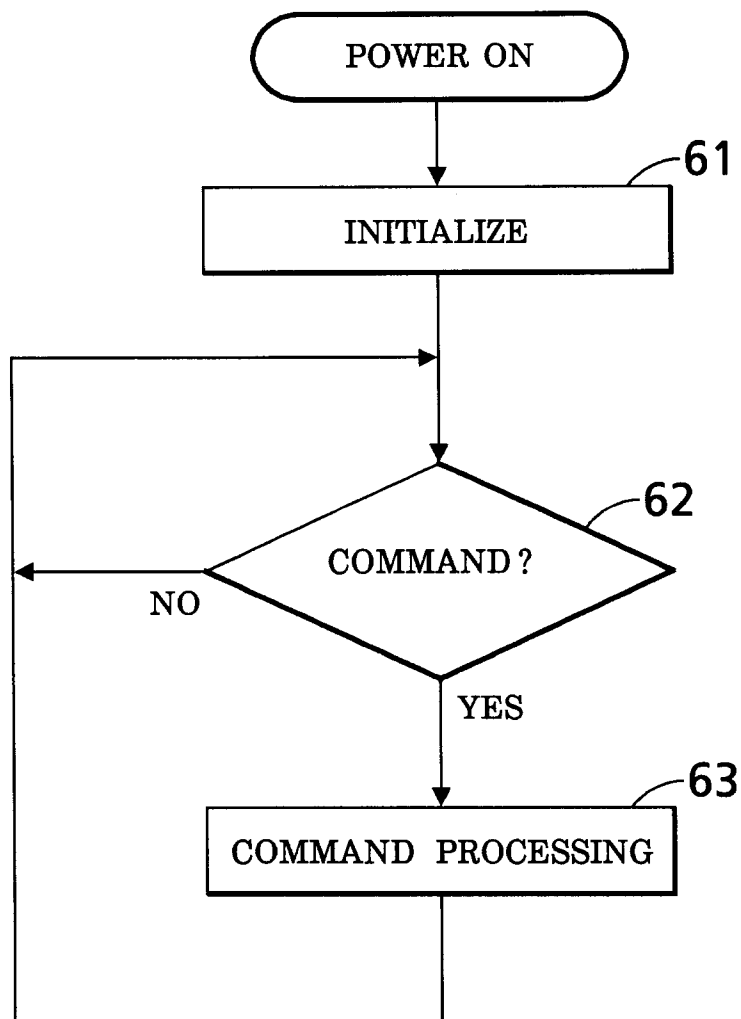 POWER ON
61
INITIALIZE
62
COMMAND?
NO
YES
63
COMMAND PROCESSING